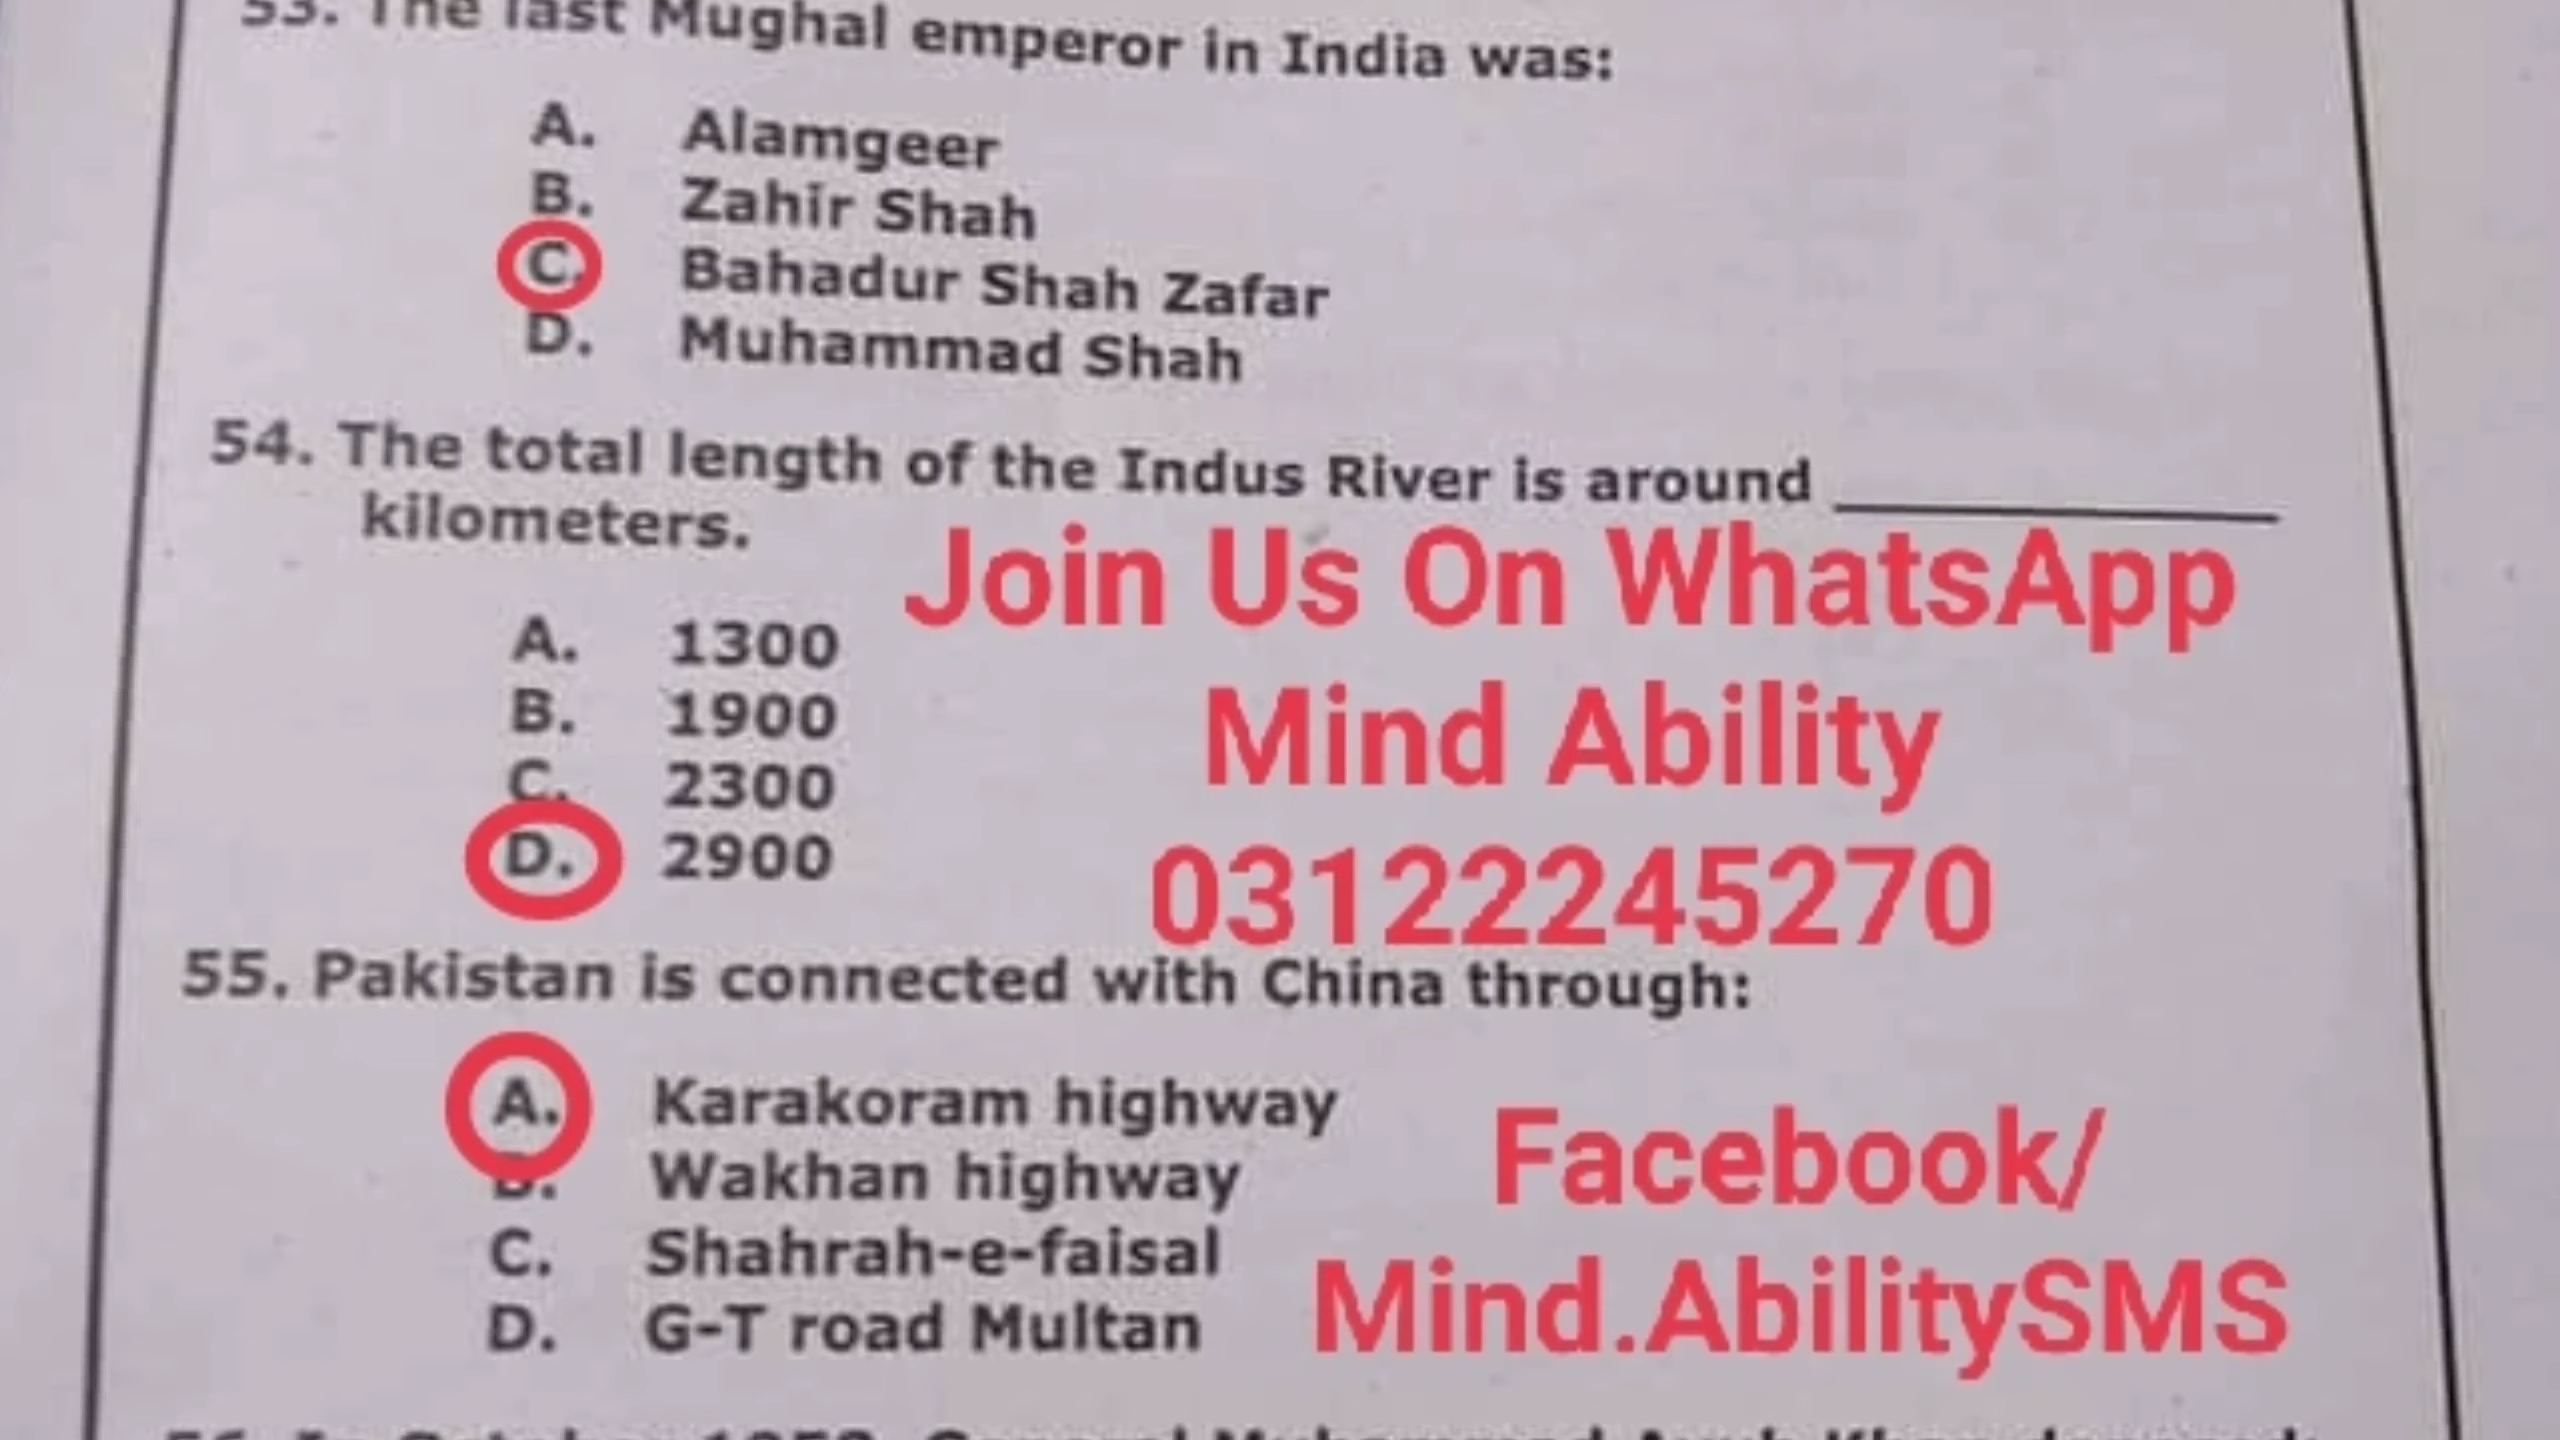 53. The last Mughal emperor in India was:
A. Alamgeer
B. Zahir Shah
C. Bahadur Shah Zafar
D. Muhammad Shah
54. The total length of the Indus River is around __________
kilometers.
Join Us On WhatsApp
A. 1300
B. 1900
Mind Ability
C. 2300
D. 2900
03122245270
55. Pakistan is connected with China through:
A. Karakoram highway
Facebook/
B. Wakhan highway
C. Shahrah-e-faisal
Mind.AbilitySMS
D. G-T road Multan